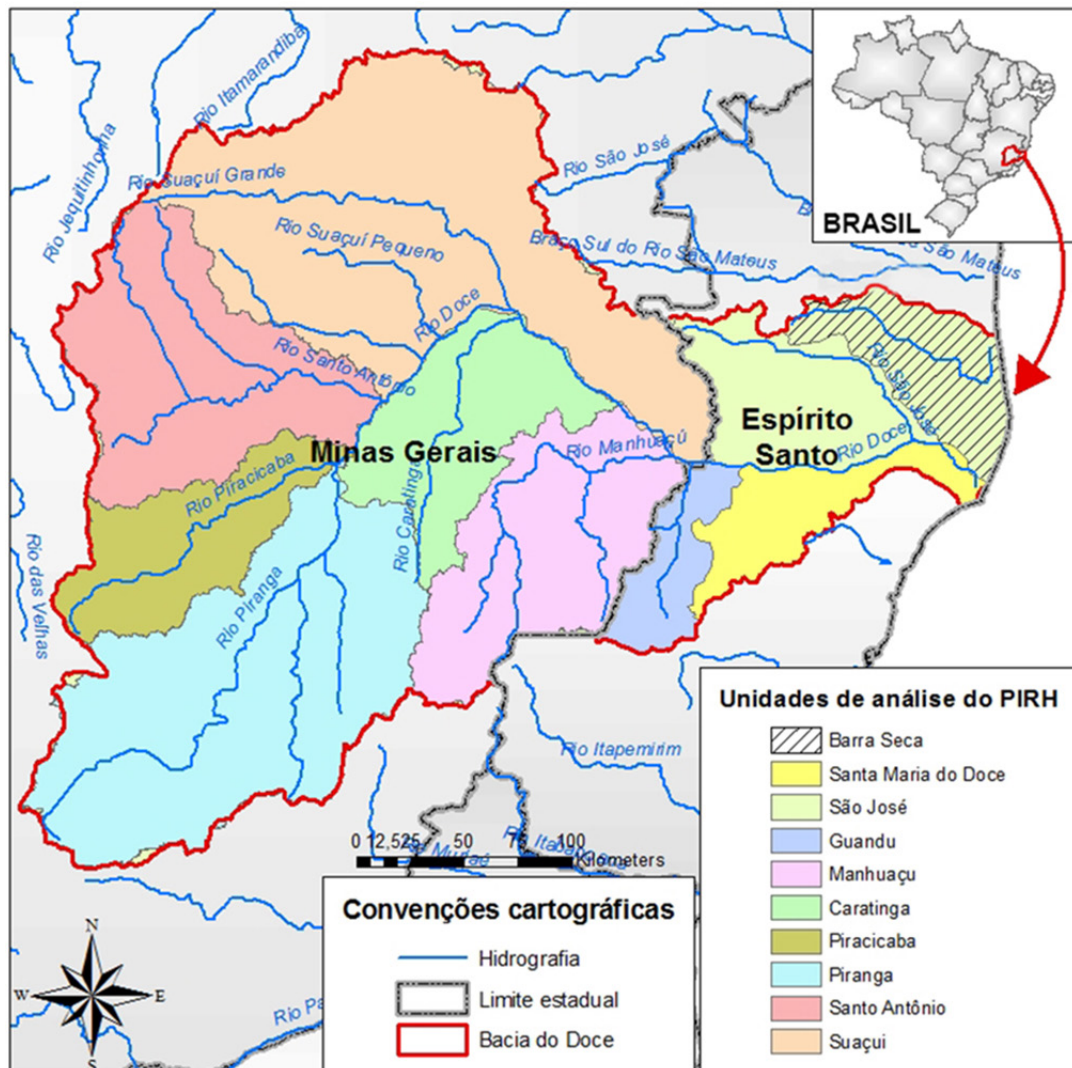 Rio Itamarandiba
Rio Jequitinhonha
Rio Suaçuí Grande
Rio Suaçuí Pequeno
Rio São José
Braço Sul do Rio São Mateus
São Mateus
BRASIL
Rio Doce
Rio Santo Antônio
Minas Gerais
Rio Manhuaçú
Espírito
Santo
Rio São José
Rio Doce
Rio Piracicaba
Rio Caratinga
Rio das Velhas
Rio Piranga
Rio Itapemirim
0 12,525 50 75 100
Kilometers
Muriaé
Convenções cartográficas
Hidrografia
Limite estadual
Bacia do Doce
N
W
E
S
Unidades de análise do PIRH
Barra Seca
Santa Maria do Doce
São José
Guandu
Manhuaçu
Caratinga
Piracicaba
Piranga
Santo Antônio
Suaçui